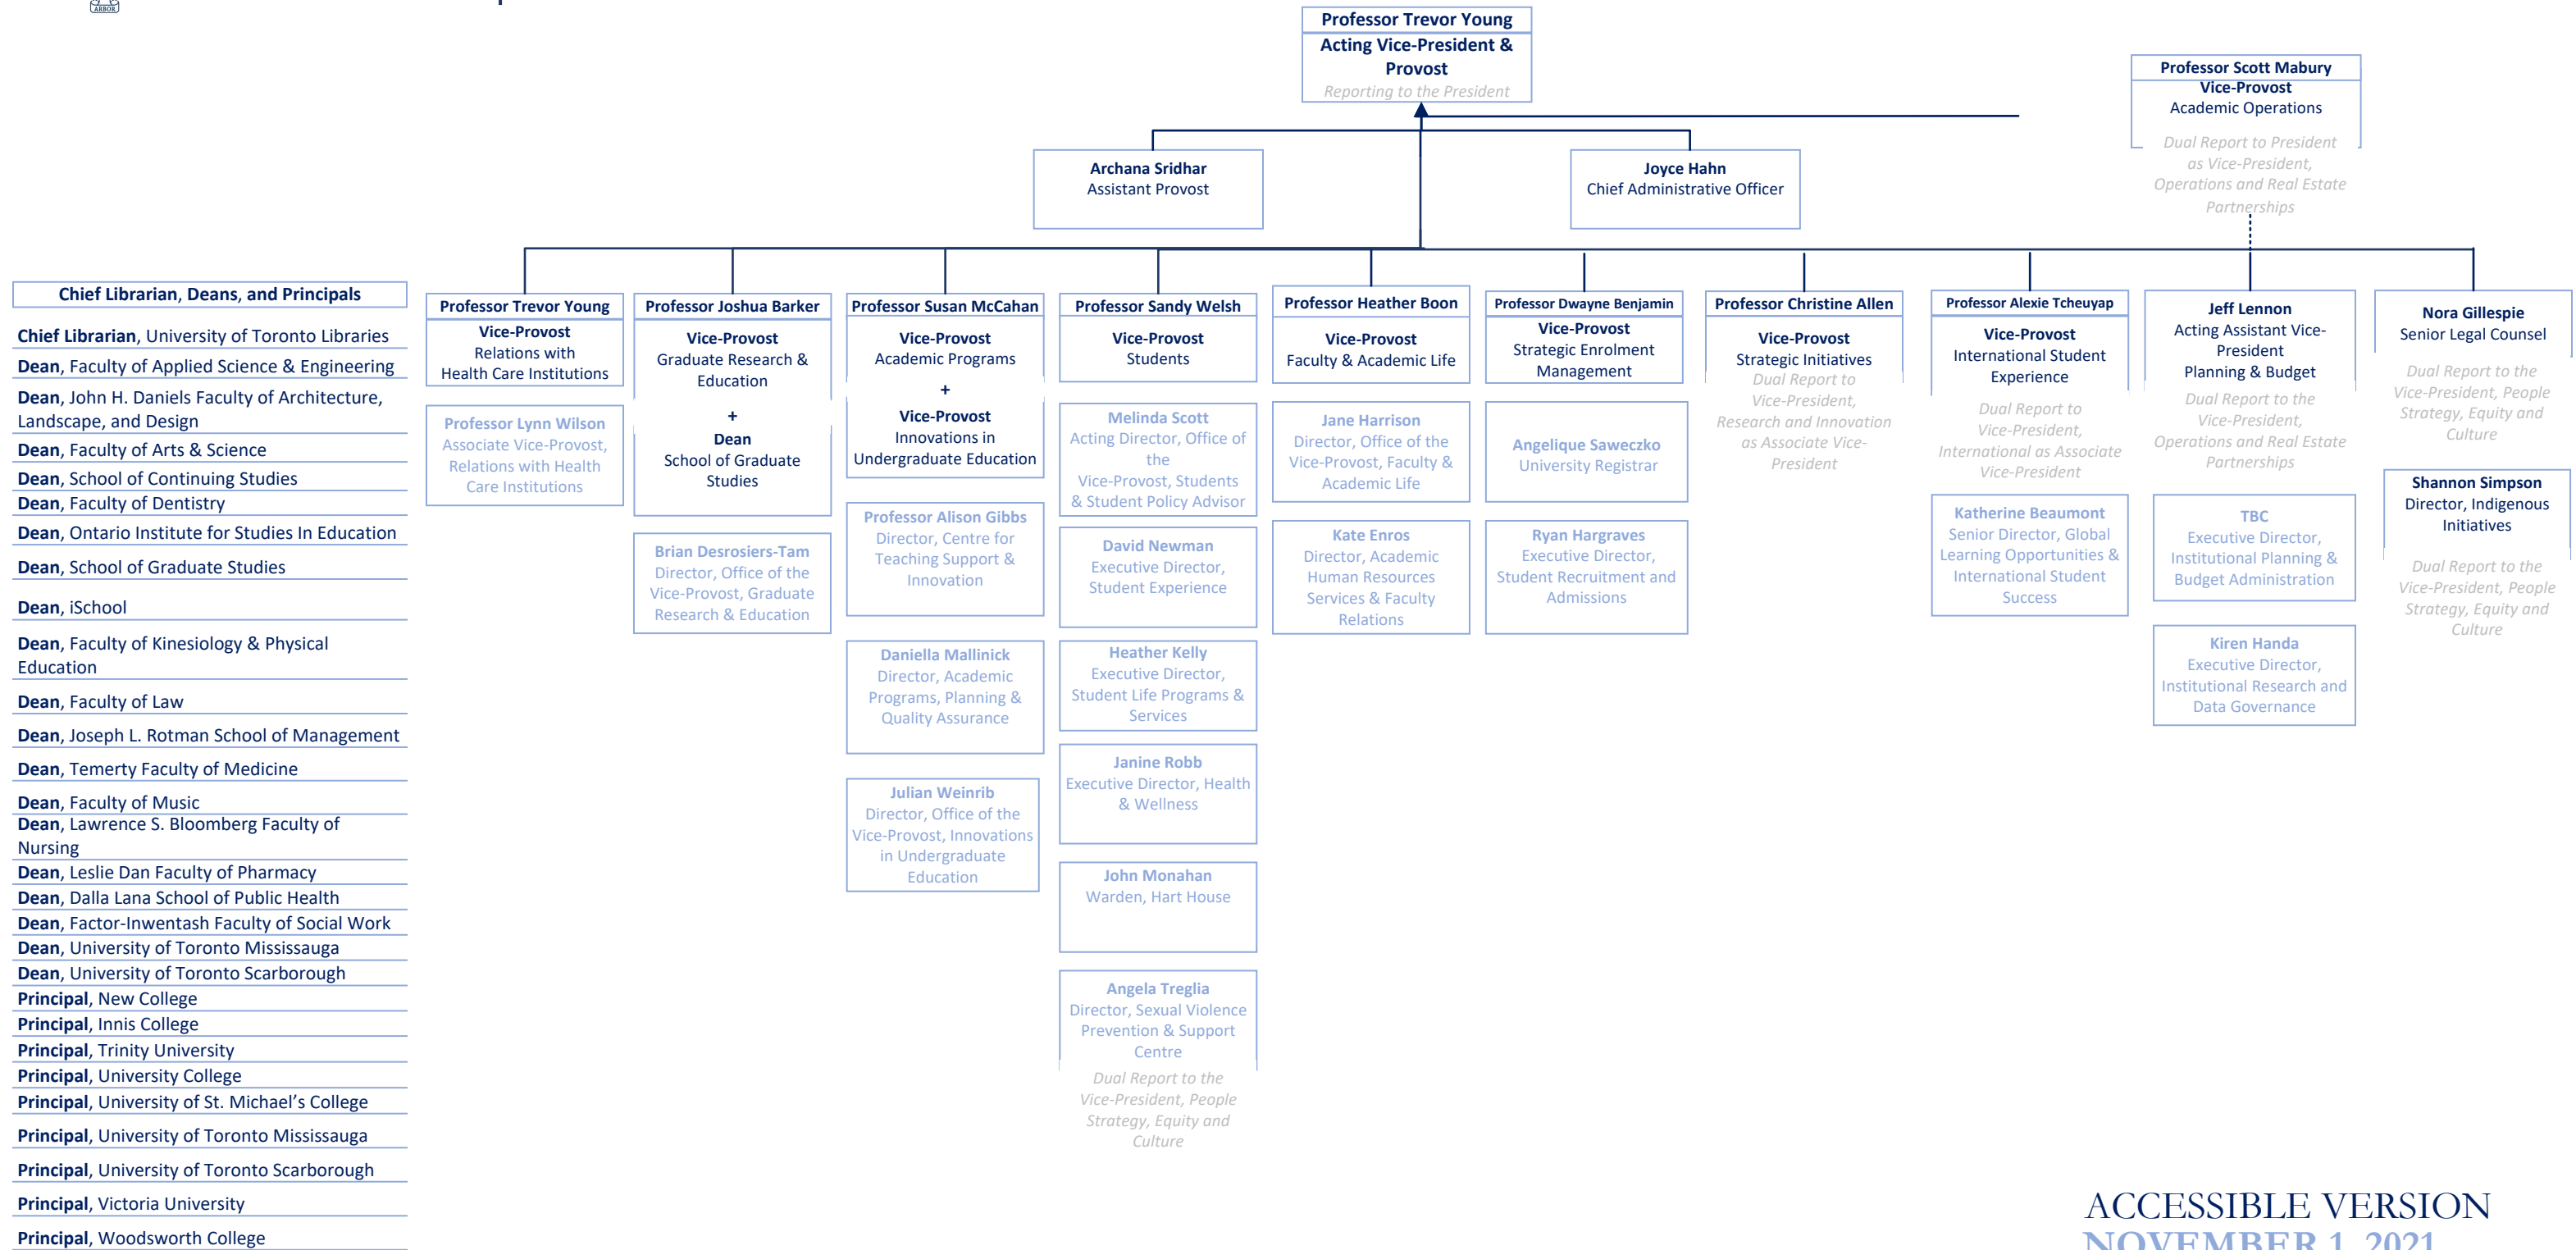 ARBOR
Professor Trevor Young
Acting Vice-President &
Provost
Reporting to the President
Professor Scott Mabury
Vice-Provost
Academic Operations
Dual Report to President
as Vice-President,
Operations and Real Estate
Partnerships
Archana Sridhar
Assistant Provost
Joyce Hahn
Chief Administrative Officer
Chief Librarian, Deans, and Principals
Chief Librarian, University of Toronto Libraries
Dean, Faculty of Applied Science & Engineering
Dean, John H. Daniels Faculty of Architecture,
Landscape, and Design
Dean, Faculty of Arts & Science
Dean, School of Continuing Studies
Dean, Faculty of Dentistry
Dean, Ontario Institute for Studies In Education
Dean, School of Graduate Studies
Dean, iSchool
Dean, Faculty of Kinesiology & Physical
Education
Dean, Faculty of Law
Dean, Joseph L. Rotman School of Management
Dean, Temerty Faculty of Medicine
Dean, Faculty of Music
Dean, Lawrence S. Bloomberg Faculty of
Nursing
Dean, Leslie Dan Faculty of Pharmacy
Dean, Dalla Lana School of Public Health
Dean, Factor-Inwentash Faculty of Social Work
Dean, University of Toronto Mississauga
Dean, University of Toronto Scarborough
Principal, New College
Principal, Innis College
Principal, Trinity University
Principal, University College
Principal, University of St. Michael’s College
Principal, University of Toronto Mississauga
Principal, University of Toronto Scarborough
Principal, Victoria University
Principal, Woodsworth College
Professor Trevor Young
Vice-Provost
Relations with
Health Care Institutions
Professor Lynn Wilson
Associate Vice-Provost,
Relations with Health
Care Institutions
Professor Joshua Barker
Vice-Provost
Graduate Research &
Education
+
Dean
School of Graduate
Studies
Brian Desrosiers-Tam
Director, Office of the
Vice-Provost, Graduate
Research & Education
Professor Susan McCahan
Vice-Provost
Academic Programs
+
Vice-Provost
Innovations in
Undergraduate Education
Professor Alison Gibbs
Director, Centre for
Teaching Support &
Innovation
Daniella Mallinick
Director, Academic
Programs, Planning &
Quality Assurance
Julian Weinrib
Director, Office of the
Vice-Provost, Innovations
in Undergraduate
Education
Professor Sandy Welsh
Vice-Provost
Students
Melinda Scott
Acting Director, Office of
the
Vice-Provost, Students
& Student Policy Advisor
David Newman
Executive Director,
Student Experience
Heather Kelly
Executive Director,
Student Life Programs &
Services
Janine Robb
Executive Director, Health
& Wellness
John Monahan
Warden, Hart House
Angela Treglia
Director, Sexual Violence
Prevention & Support
Centre
Dual Report to the
Vice-President, People
Strategy, Equity and
Culture
Professor Heather Boon
Vice-Provost
Faculty & Academic Life
Jane Harrison
Director, Office of the
Vice-Provost, Faculty &
Academic Life
Kate Enros
Director, Academic
Human Resources
Services & Faculty
Relations
Professor Dwayne Benjamin
Vice-Provost
Strategic Enrolment
Management
Angelique Saweczko
University Registrar
Ryan Hargraves
Executive Director,
Student Recruitment and
Admissions
Professor Christine Allen
Vice-Provost
Strategic Initiatives
Dual Report to
Vice-President,
Research and Innovation
as Associate Vice-
President
Professor Alexie Tcheuyap
Vice-Provost
International Student
Experience
Dual Report to
Vice-President,
International as Associate
Vice-President
Katherine Beaumont
Senior Director, Global
Learning Opportunities &
International Student
Success
Jeff Lennon
Acting Assistant Vice-
President
Planning & Budget
Dual Report to the
Vice-President,
Operations and Real Estate
Partnerships
TBC
Executive Director,
Institutional Planning &
Budget Administration
Kiren Handa
Executive Director,
Institutional Research and
Data Governance
Nora Gillespie
Senior Legal Counsel
Dual Report to the
Vice-President, People
Strategy, Equity and
Culture
Shannon Simpson
Director, Indigenous
Initiatives
Dual Report to the
Vice-President, People
Strategy, Equity and
Culture
ACCESSIBLE VERSION
NOVEMBER 1, 2021